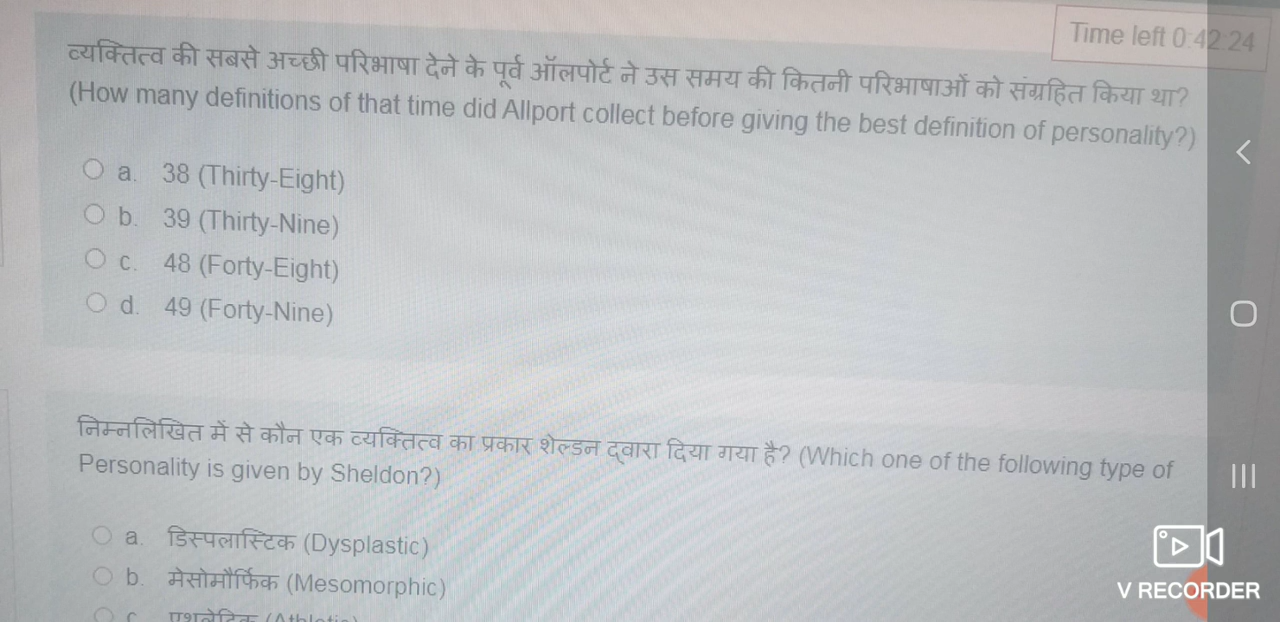 Time left 0:42:24
व्यक्तित्व की सबसे अच्छी परिभाषा देने के पूर्व ऑलपोर्ट ने उस समय की कितनी परिभाषाओं को संग्रहित किया था?
(How many definitions of that time did Allport collect before giving the best definition of personality?)
a. 38 (Thirty-Eight)
b. 39 (Thirty-Nine)
c. 48 (Forty-Eight)
d. 49 (Forty-Nine)
निम्नलिखित में से कौन एक व्यक्तित्व का प्रकार शेल्डन द्वारा दिया गया है? (Which one of the following type of
Personality is given by Sheldon?)
a. डिस्पलास्टिक (Dysplastic)
b. मेसोमौर्फिक (Mesomorphic)
V RECORDER